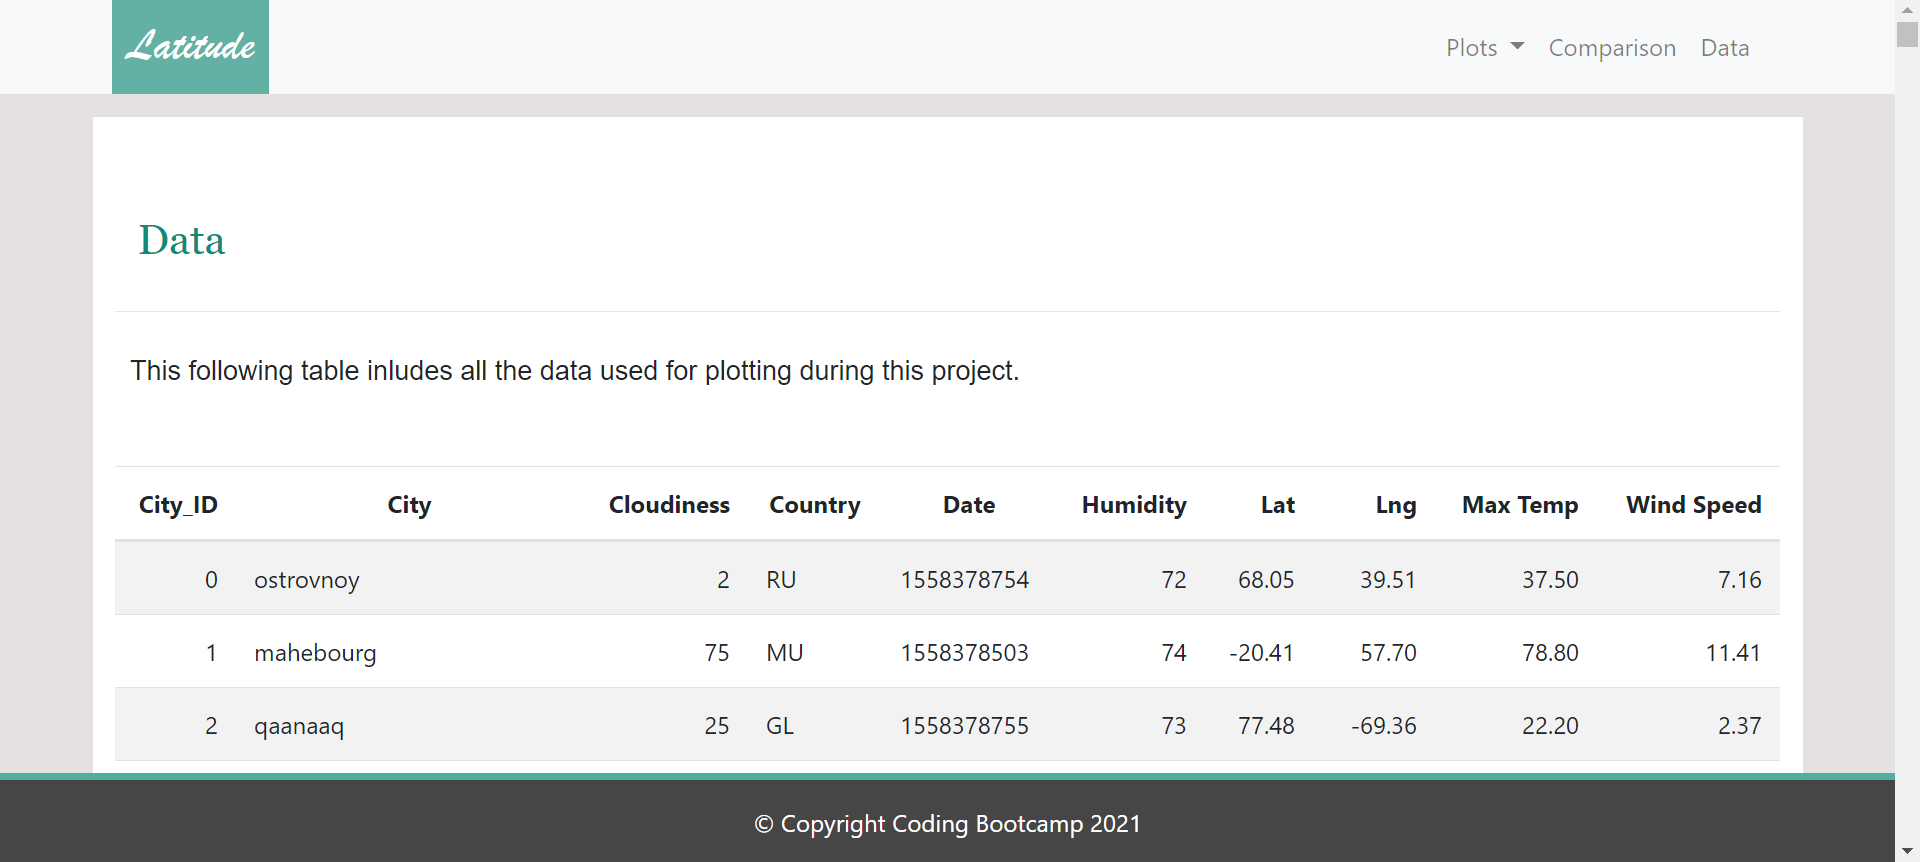 Latitude
Plots Comparison Data
Data
This following table inludes all the data used for plotting during this project.
City_ID City Cloudiness Country Date Humidity Lat Lng Max Temp Wind Speed
0 ostrovnoy 2 RU 1558378754 72 68.05 39.51 37.50 7.16
1 mahebourg 75 MU 1558378503 74 -20.41 57.70 78.80 11.41
2 qaanaaq 25 GL 1558378755 73 77.48 -69.36 22.20 2.37
© Copyright Coding Bootcamp 2021